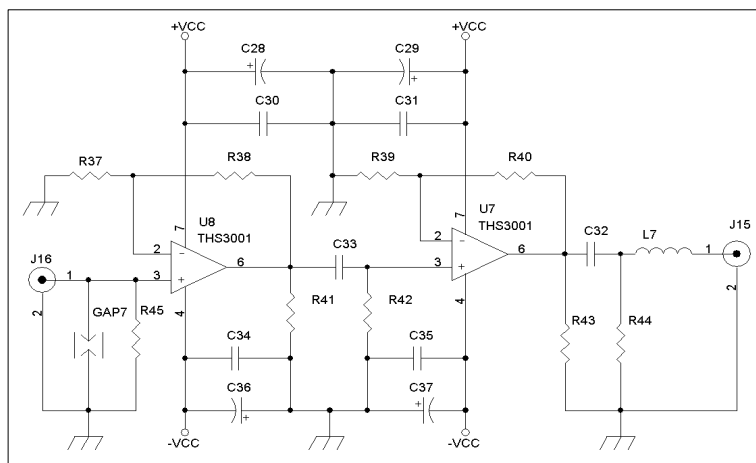 +VCC
+VCC
C28
C29
+
+
C30
C31
R37
R38
R39
R40
7
U8
THS3001
7
U7
THS3001
2
-
3
+
6
4
2
-
3
+
6
4
J16
1
2
GAP7
R45
C33
R41
R42
C32
L7
J15
1
2
R43
R44
C34
C35
C36
+
C37
+
-VCC
-VCC